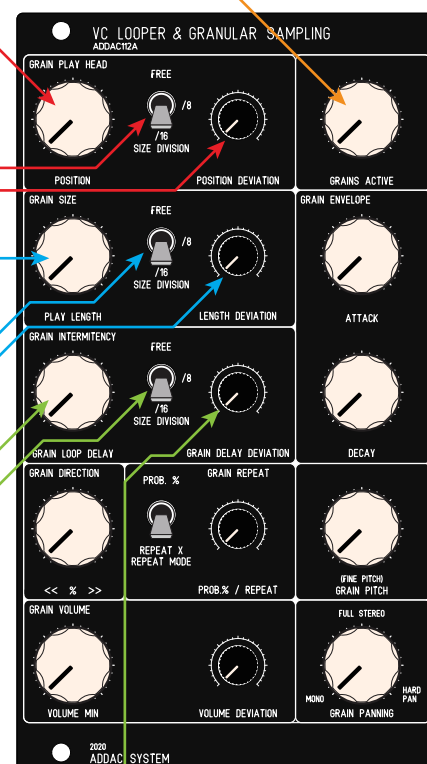 VC LOOPER & GRANULAR SAMPLING
ADDAC112A
GRAIN PLAY HEAD
FREE
/8
/16
SIZE DIVISION
POSITION
POSITION DEVIATION
GRAINS ACTIVE
GRAIN SIZE
FREE
/8
/16
SIZE DIVISION
PLAY LENGTH
LENGTH DEVIATION
GRAIN ENVELOPE
ATTACK
GRAIN INTERMITENCY
FREE
/8
/16
SIZE DIVISION
GRAIN LOOP DELAY
GRAIN DELAY DEVIATION
DECAY
GRAIN DIRECTION
<< % >>
PROB. %
GRAIN REPEAT
REPEAT X
REPEAT MODE
PROB.% / REPEAT
(FINE PITCH)
GRAIN PITCH
GRAIN VOLUME
VOLUME MIN
VOLUME DEVIATION
FULL STEREO
MONO
HARD
PAN
GRAIN PANNING
2020
ADDAC SYSTEM